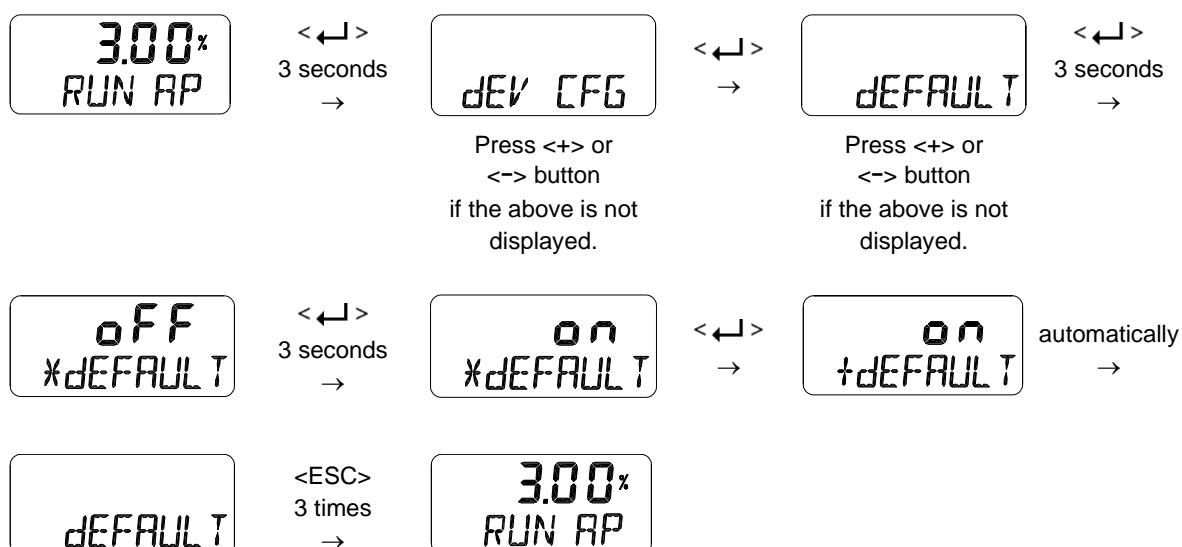 3.00%
RUN AP
<↵>
3 seconds
→
dEV CFG
Press <+> or
<-> button
if the above is not
displayed.
<↵>
→
dEFAULT
Press <+> or
<-> button
if the above is not
displayed.
<↵>
3 seconds
→
oFF
*dEFAULT
<↵>
3 seconds
→
on
*dEFAULT
<↵>
→
on
+dEFAULT
automatically
→
dEFAULT
<ESC>
3 times
→
3.00%
RUN AP